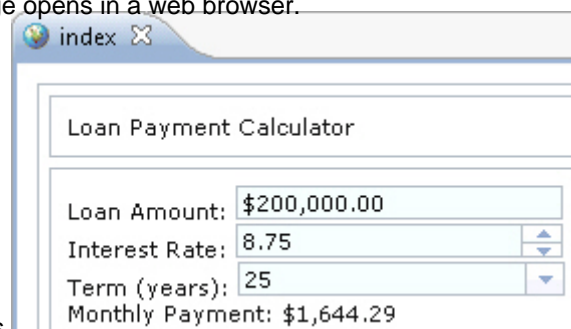 e opens in a web browser.
index
Loan Payment Calculator
Loan Amount: $200,000.00
Interest Rate: 8.75
Term (years): 25
Monthly Payment: $1,644.29